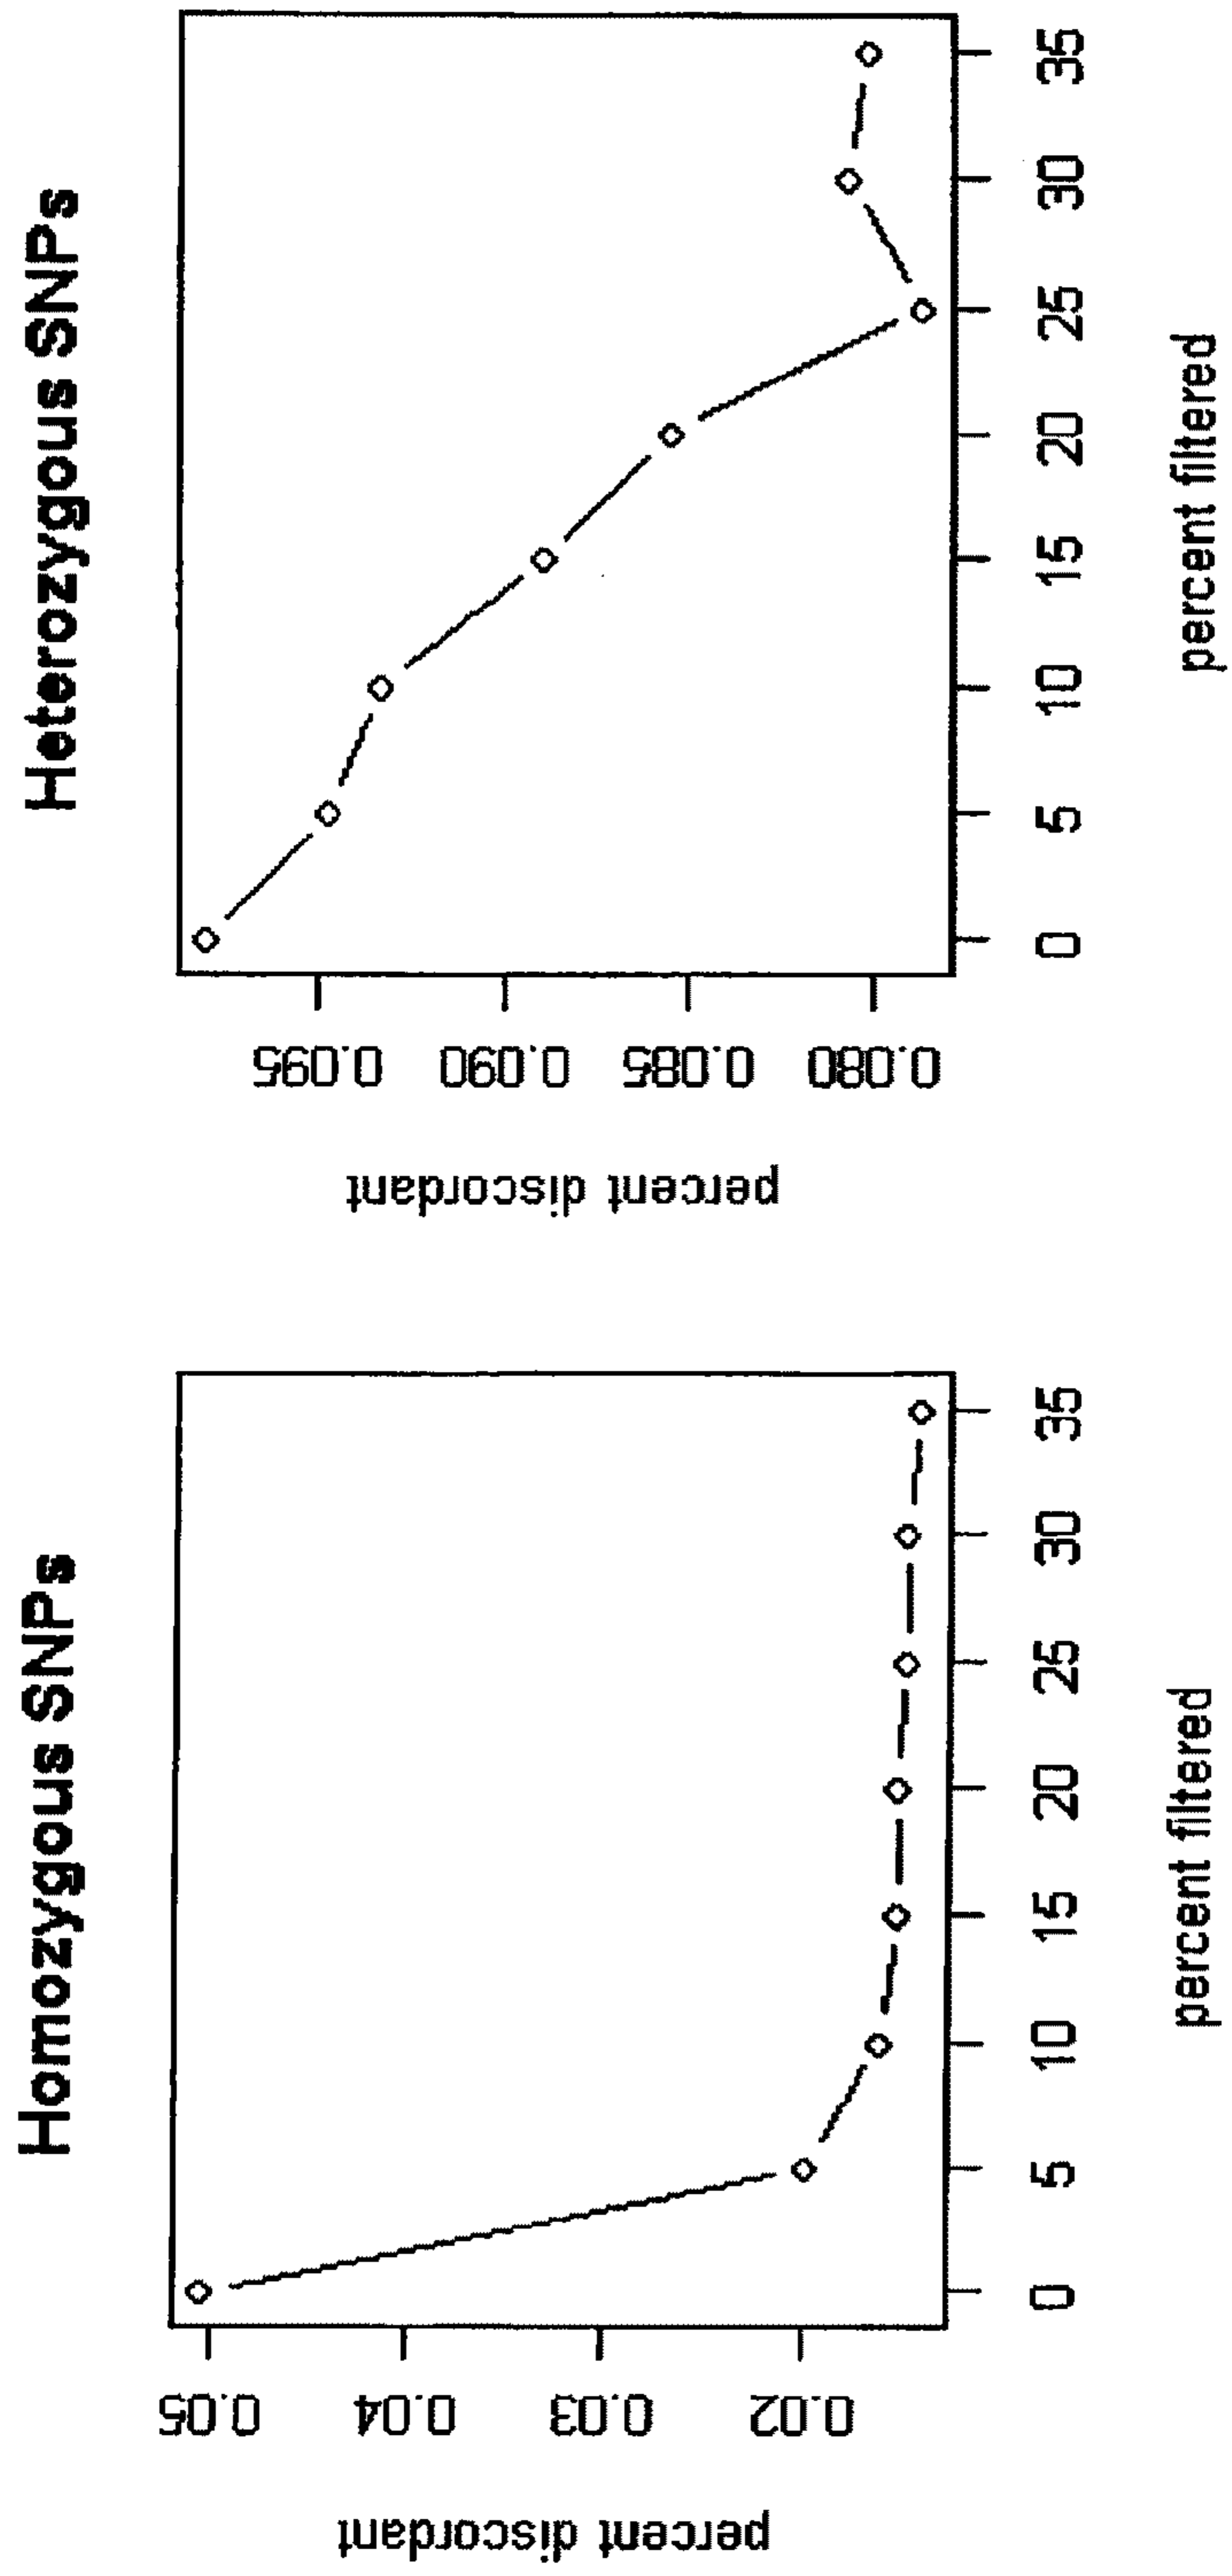 Homozygous SNPs
percent discordant
0.05
0.04
0.03
0.02
0 5 10 15 20 25 30 35
percent filtered
Heterozygous SNPs
percent discordant
0.095
0.090
0.085
0.080
0 5 10 15 20 25 30 35
percent filtered